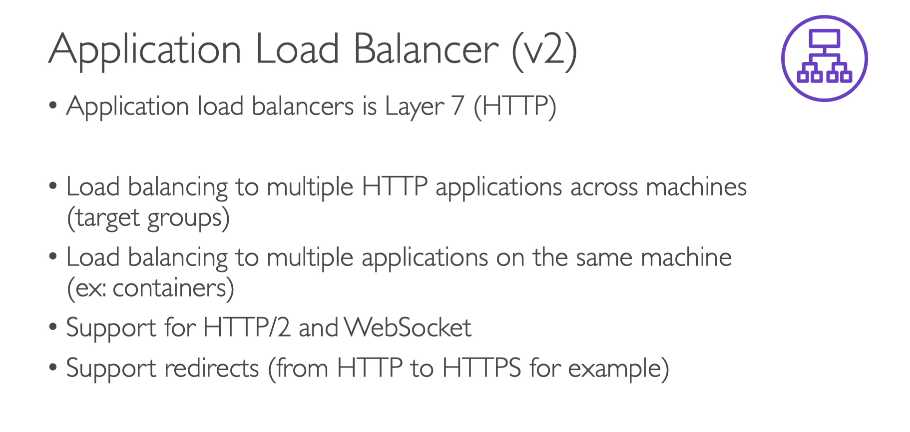 Application Load Balancer (v2)
• Application load balancers is Layer 7 (HTTP)
• Load balancing to multiple HTTP applications across machines
(target groups)
• Load balancing to multiple applications on the same machine
(ex: containers)
• Support for HTTP/2 and WebSocket
• Support redirects (from HTTP to HTTPS for example)